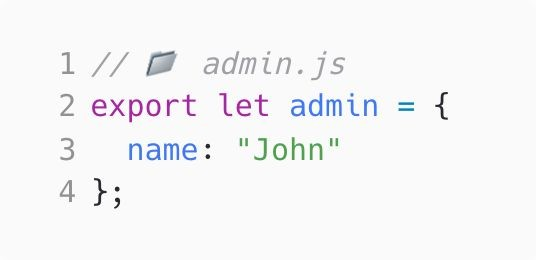 1 // 📁 admin.js
2 export let admin = {
3   name: "John"
4 };